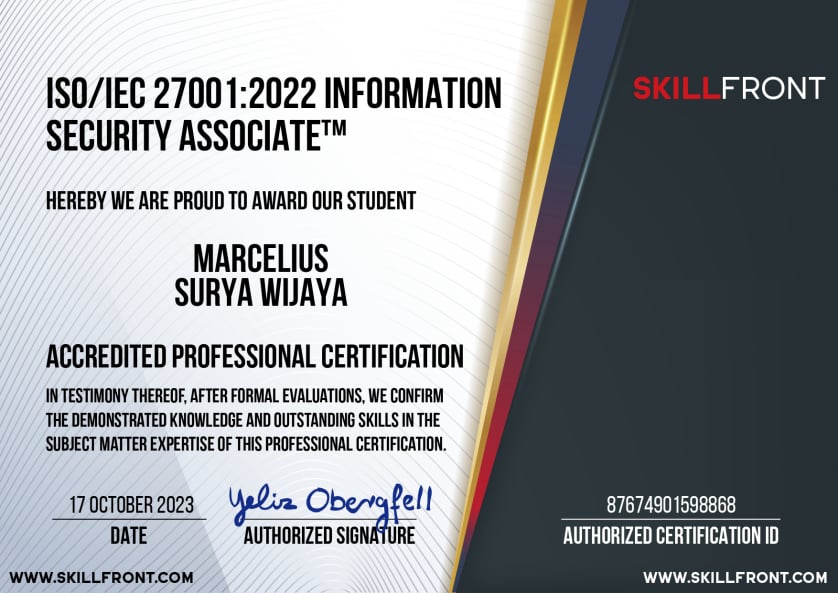 ISO/IEC 27001:2022 INFORMATION
SECURITY ASSOCIATE™
SKILLFRONT
HEREBY WE ARE PROUD TO AWARD OUR STUDENT
MARCELIUS
SURYA WIJAYA
ACCREDITED PROFESSIONAL CERTIFICATION
IN TESTIMONY THEREOF, AFTER FORMAL EVALUATIONS, WE CONFIRM
THE DEMONSTRATED KNOWLEDGE AND OUTSTANDING SKILLS IN THE
SUBJECT MATTER EXPERTISE OF THIS PROFESSIONAL CERTIFICATION.
17 OCTOBER 2023
DATE
Yeliz Obergfell
AUTHORIZED SIGNATURE
87674901598868
AUTHORIZED CERTIFICATION ID
WWW.SKILLFRONT.COM
WWW.SKILLFRONT.COM